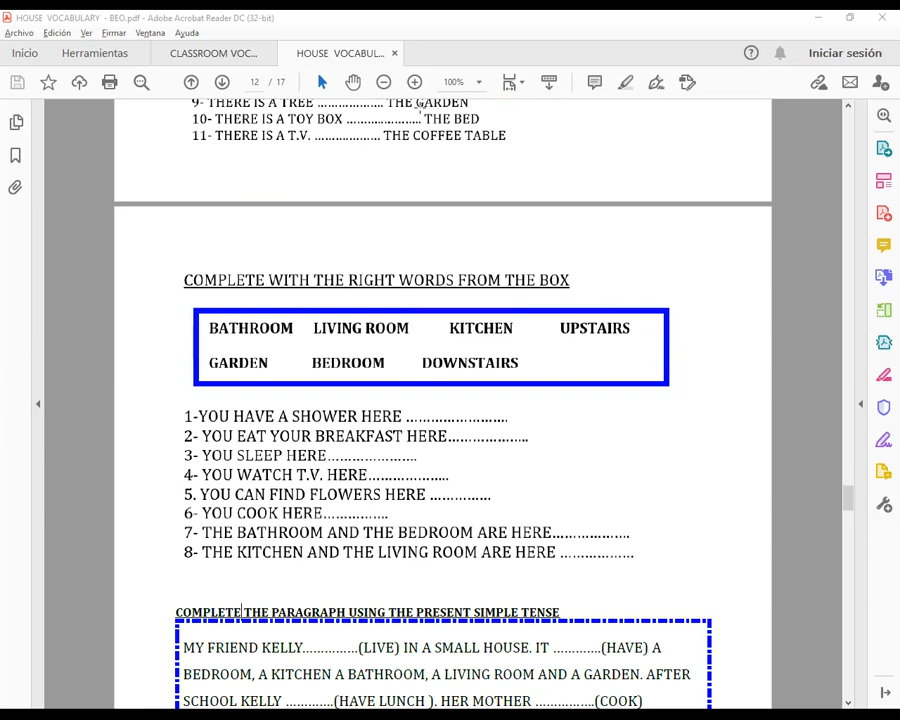 HOUSE VOCABULARY - BEO.pdf - Adobe Acrobat Reader DC (32-bit)
Archivo Edición Ver Firmar Ventana Ayuda
Inicio Herramientas CLASSROOM VOC... HOUSE VOCABUL... × Iniciar sesión
12 / 17 100%
9- THERE IS A TREE ................. THE GARDEN
10- THERE IS A TOY BOX ..................... THE BED
11- THERE IS A T.V. .................. THE COFFEE TABLE
COMPLETE WITH THE RIGHT WORDS FROM THE BOX
BATHROOM LIVING ROOM KITCHEN UPSTAIRS
GARDEN BEDROOM DOWNSTAIRS
1-YOU HAVE A SHOWER HERE ..........................
2- YOU EAT YOUR BREAKFAST HERE.....................
3- YOU SLEEP HERE.......................
4- YOU WATCH T.V. HERE.....................
5. YOU CAN FIND FLOWERS HERE ................
6- YOU COOK HERE.................
7- THE BATHROOM AND THE BEDROOM ARE HERE....................
8- THE KITCHEN AND THE LIVING ROOM ARE HERE ...................
COMPLETE THE PARAGRAPH USING THE PRESENT SIMPLE TENSE
MY FRIEND KELLY..............(LIVE) IN A SMALL HOUSE. IT ............(HAVE) A
BEDROOM, A KITCHEN A BATHROOM, A LIVING ROOM AND A GARDEN. AFTER
SCHOOL KELLY ............(HAVE LUNCH ). HER MOTHER ...............(COOK)